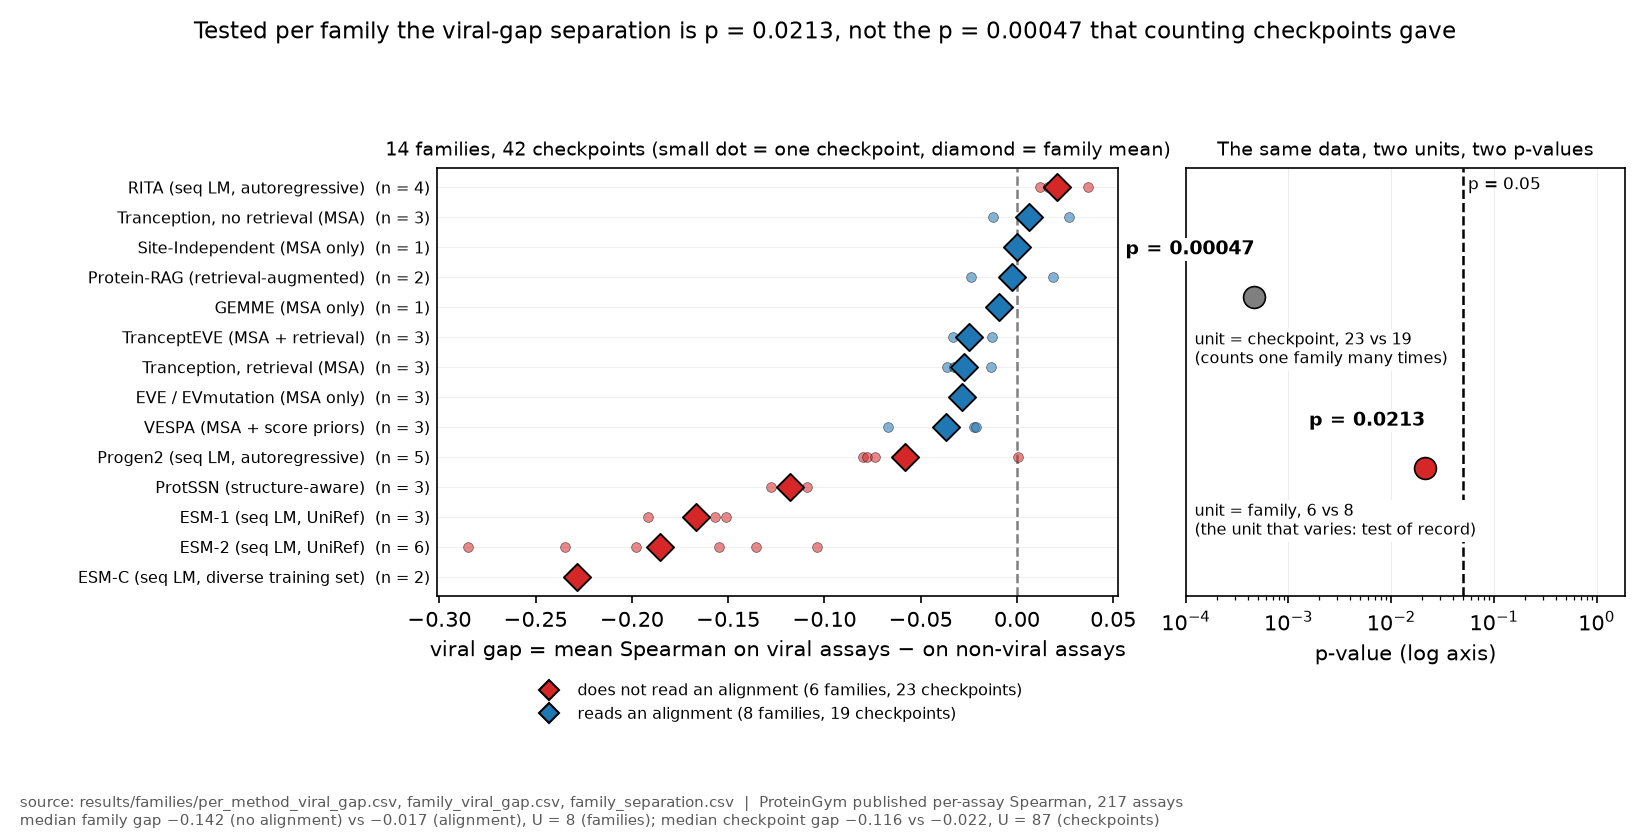 Tested per family the viral-gap separation is p = 0.0213, not the p = 0.00047 that counting checkpoints gave
14 families, 42 checkpoints (small dot = one checkpoint, diamond = family mean)
RITA (seq LM, autoregressive) (n = 4)
Tranception, no retrieval (MSA) (n = 3)
Site-Independent (MSA only) (n = 1)
Protein-RAG (retrieval-augmented) (n = 2)
GEMME (MSA only) (n = 1)
TranceptEVE (MSA + retrieval) (n = 3)
Tranception, retrieval (MSA) (n = 3)
EVE / EVmutation (MSA only) (n = 3)
VESPA (MSA + score priors) (n = 3)
Progen2 (seq LM, autoregressive) (n = 5)
ProtSSN (structure-aware) (n = 3)
ESM-1 (seq LM, UniRef) (n = 3)
ESM-2 (seq LM, UniRef) (n = 6)
ESM-C (seq LM, diverse training set) (n = 2)
−0.30 −0.25 −0.20 −0.15 −0.10 −0.05 0.00 0.05
viral gap = mean Spearman on viral assays − on non-viral assays
does not read an alignment (6 families, 23 checkpoints)
reads an alignment (8 families, 19 checkpoints)
The same data, two units, two p-values
p = 0.05
p = 0.00047
unit = checkpoint, 23 vs 19
(counts one family many times)
p = 0.0213
unit = family, 6 vs 8
(the unit that varies: test of record)
10⁻⁴ 10⁻³ 10⁻² 10⁻¹ 10⁰
p-value (log axis)
source: results/families/per_method_viral_gap.csv, family_viral_gap.csv, family_separation.csv | ProteinGym published per-assay Spearman, 217 assays
median family gap −0.142 (no alignment) vs −0.017 (alignment), U = 8 (families); median checkpoint gap −0.116 vs −0.022, U = 87 (checkpoints)